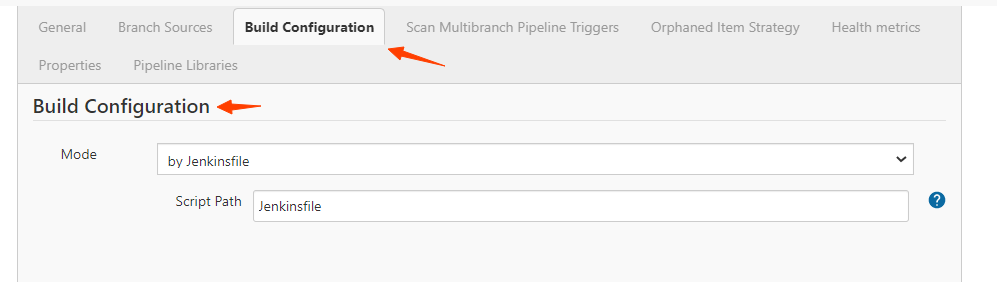 General Branch Sources Build Configuration Scan Multibranch Pipeline Triggers Orphaned Item Strategy Health metrics
Properties Pipeline Libraries
Build Configuration
Mode by Jenkinsfile
Script Path Jenkinsfile ?